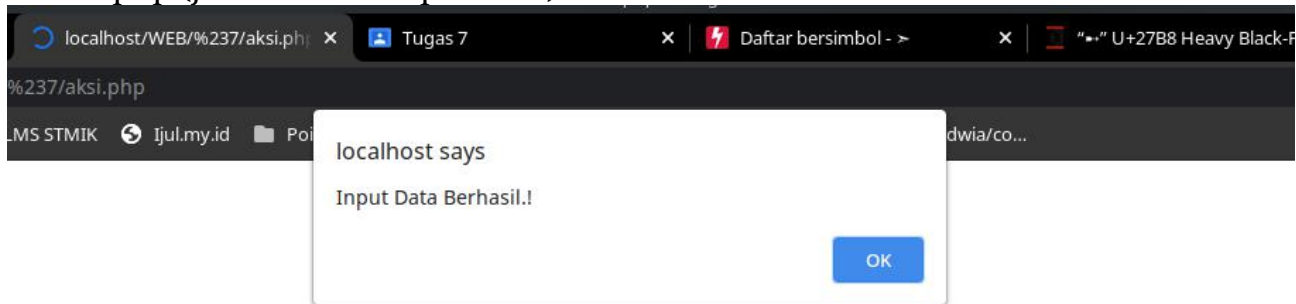 localhost/WEB/%237/aksi.ph
Tugas 7
Daftar bersimbol - ➣
“➸” U+27B8 Heavy Black-F
%237/aksi.php
LMS STMIK
Ijul.my.id
Poi
dwia/co...
localhost says
Input Data Berhasil.!
OK